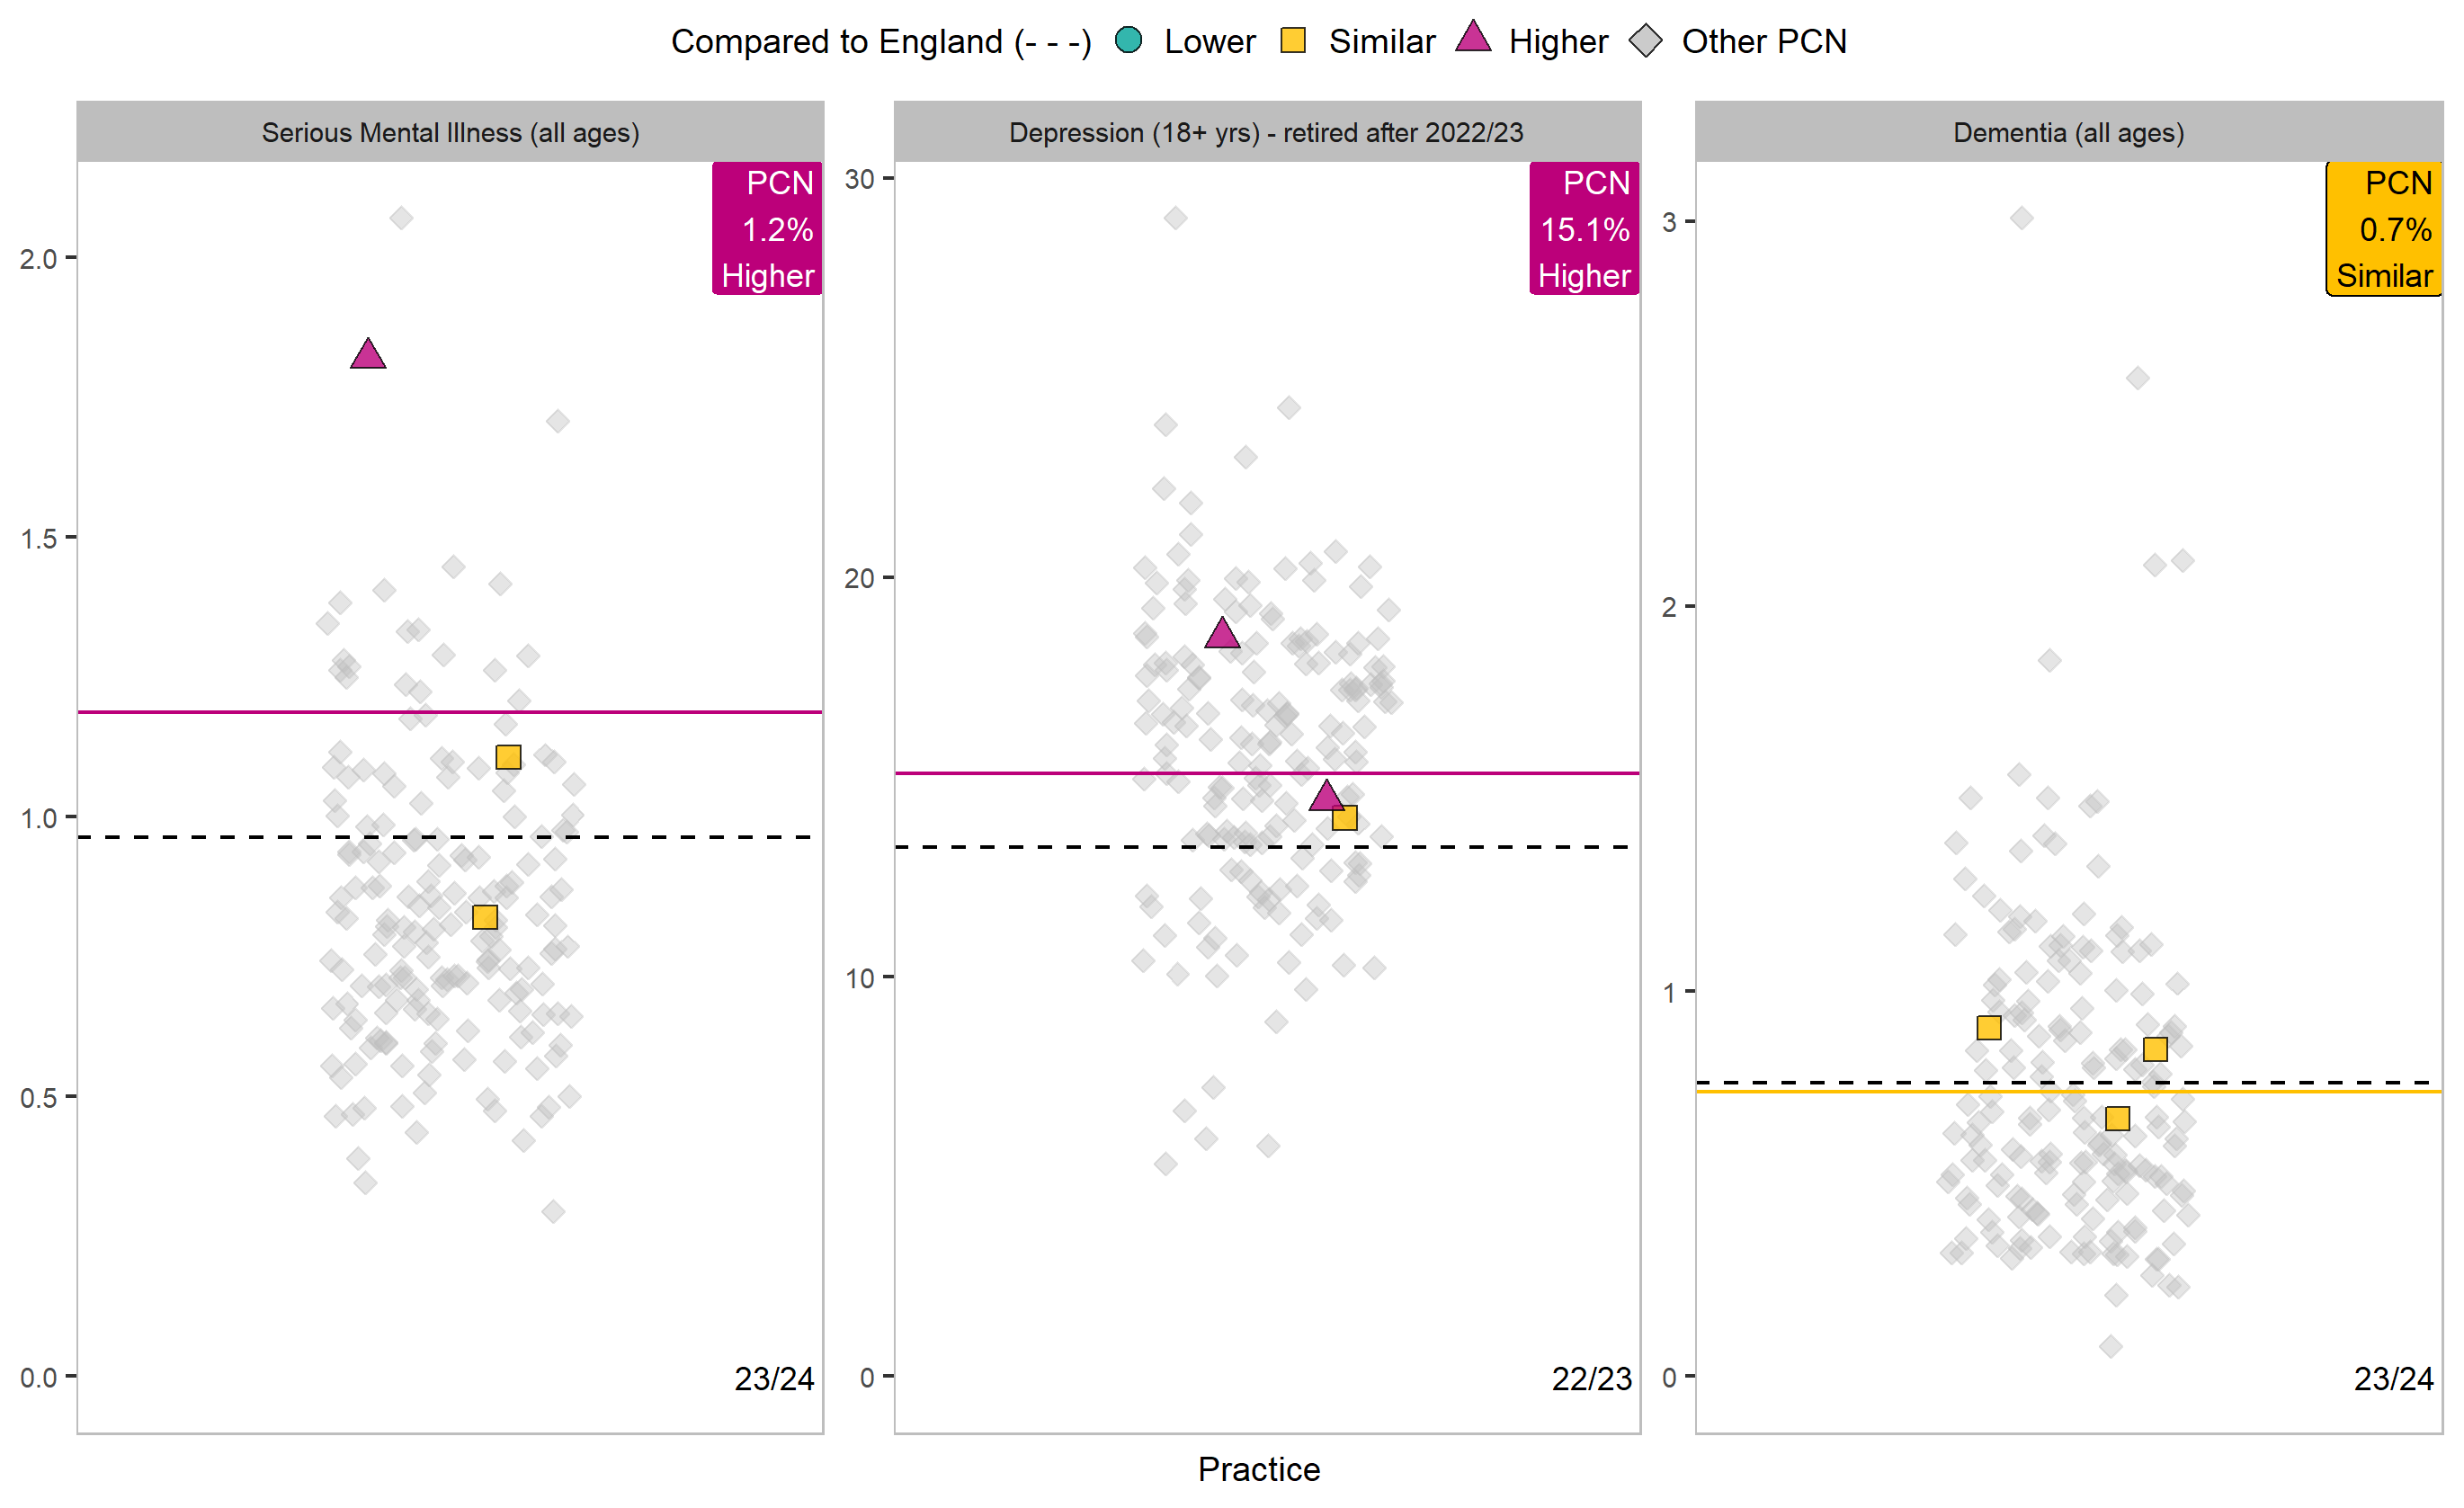 Compared to England (- - -) Lower Similar Higher Other PCN
Serious Mental Illness (all ages)
PCN
1.2%
Higher
2.0
1.5
1.0
0.5
0.0
23/24
Depression (18+ yrs) - retired after 2022/23
PCN
15.1%
Higher
30
20
10
0
22/23
Dementia (all ages)
PCN
0.7%
Similar
3
2
1
0
23/24
Practice